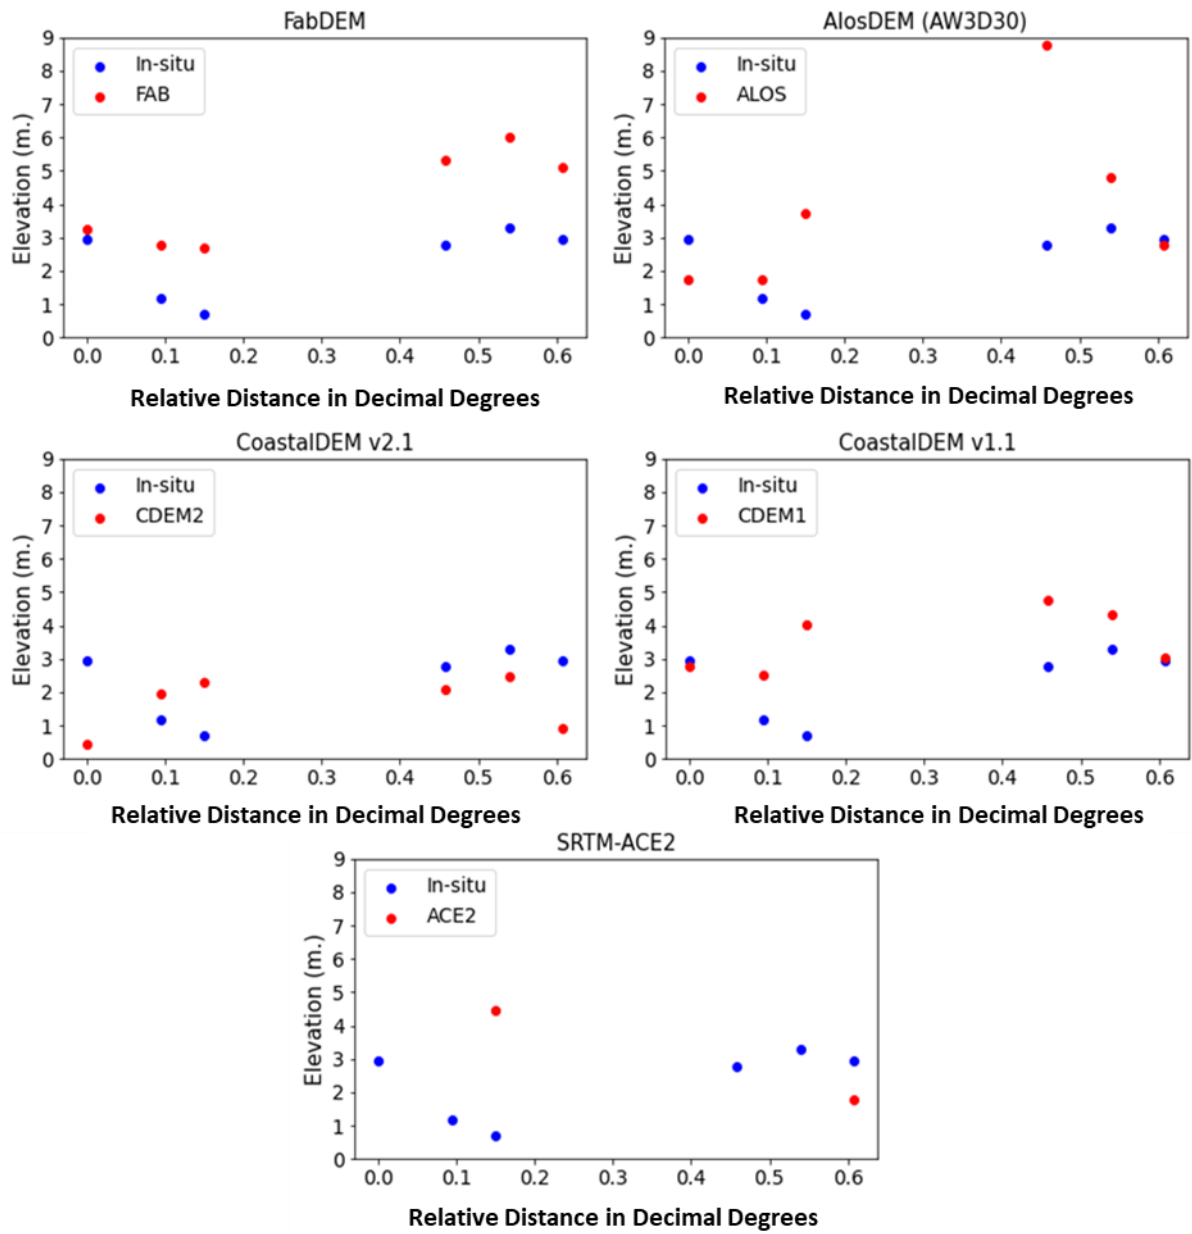 FabDEM
9
8
7
6
5
4
3
2
1
0
Elevation (m.)
In-situ
FAB
0.0 0.1 0.2 0.3 0.4 0.5 0.6
Relative Distance in Decimal Degrees
AlosDEM (AW3D30)
9
8
7
6
5
4
3
2
1
0
Elevation (m.)
In-situ
ALOS
0.0 0.1 0.2 0.3 0.4 0.5 0.6
Relative Distance in Decimal Degrees
CoastalDEM v2.1
9
8
7
6
5
4
3
2
1
0
Elevation (m.)
In-situ
CDEM2
0.0 0.1 0.2 0.3 0.4 0.5 0.6
Relative Distance in Decimal Degrees
CoastalDEM v1.1
9
8
7
6
5
4
3
2
1
0
Elevation (m.)
In-situ
CDEM1
0.0 0.1 0.2 0.3 0.4 0.5 0.6
Relative Distance in Decimal Degrees
SRTM-ACE2
9
8
7
6
5
4
3
2
1
0
Elevation (m.)
In-situ
ACE2
0.0 0.1 0.2 0.3 0.4 0.5 0.6
Relative Distance in Decimal Degrees